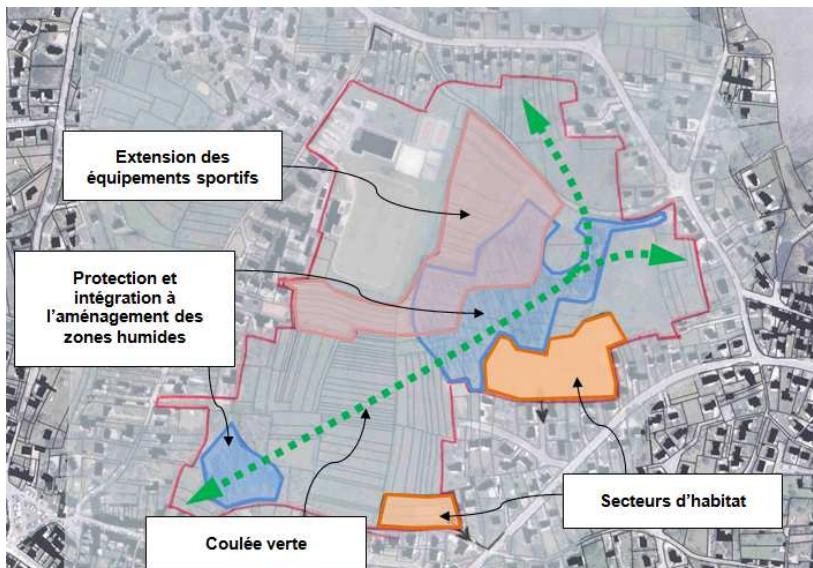 Extension des
équipements sportifs
Protection et
intégration à
l'aménagement des
zones humides
Secteurs d'habitat
Coulée verte